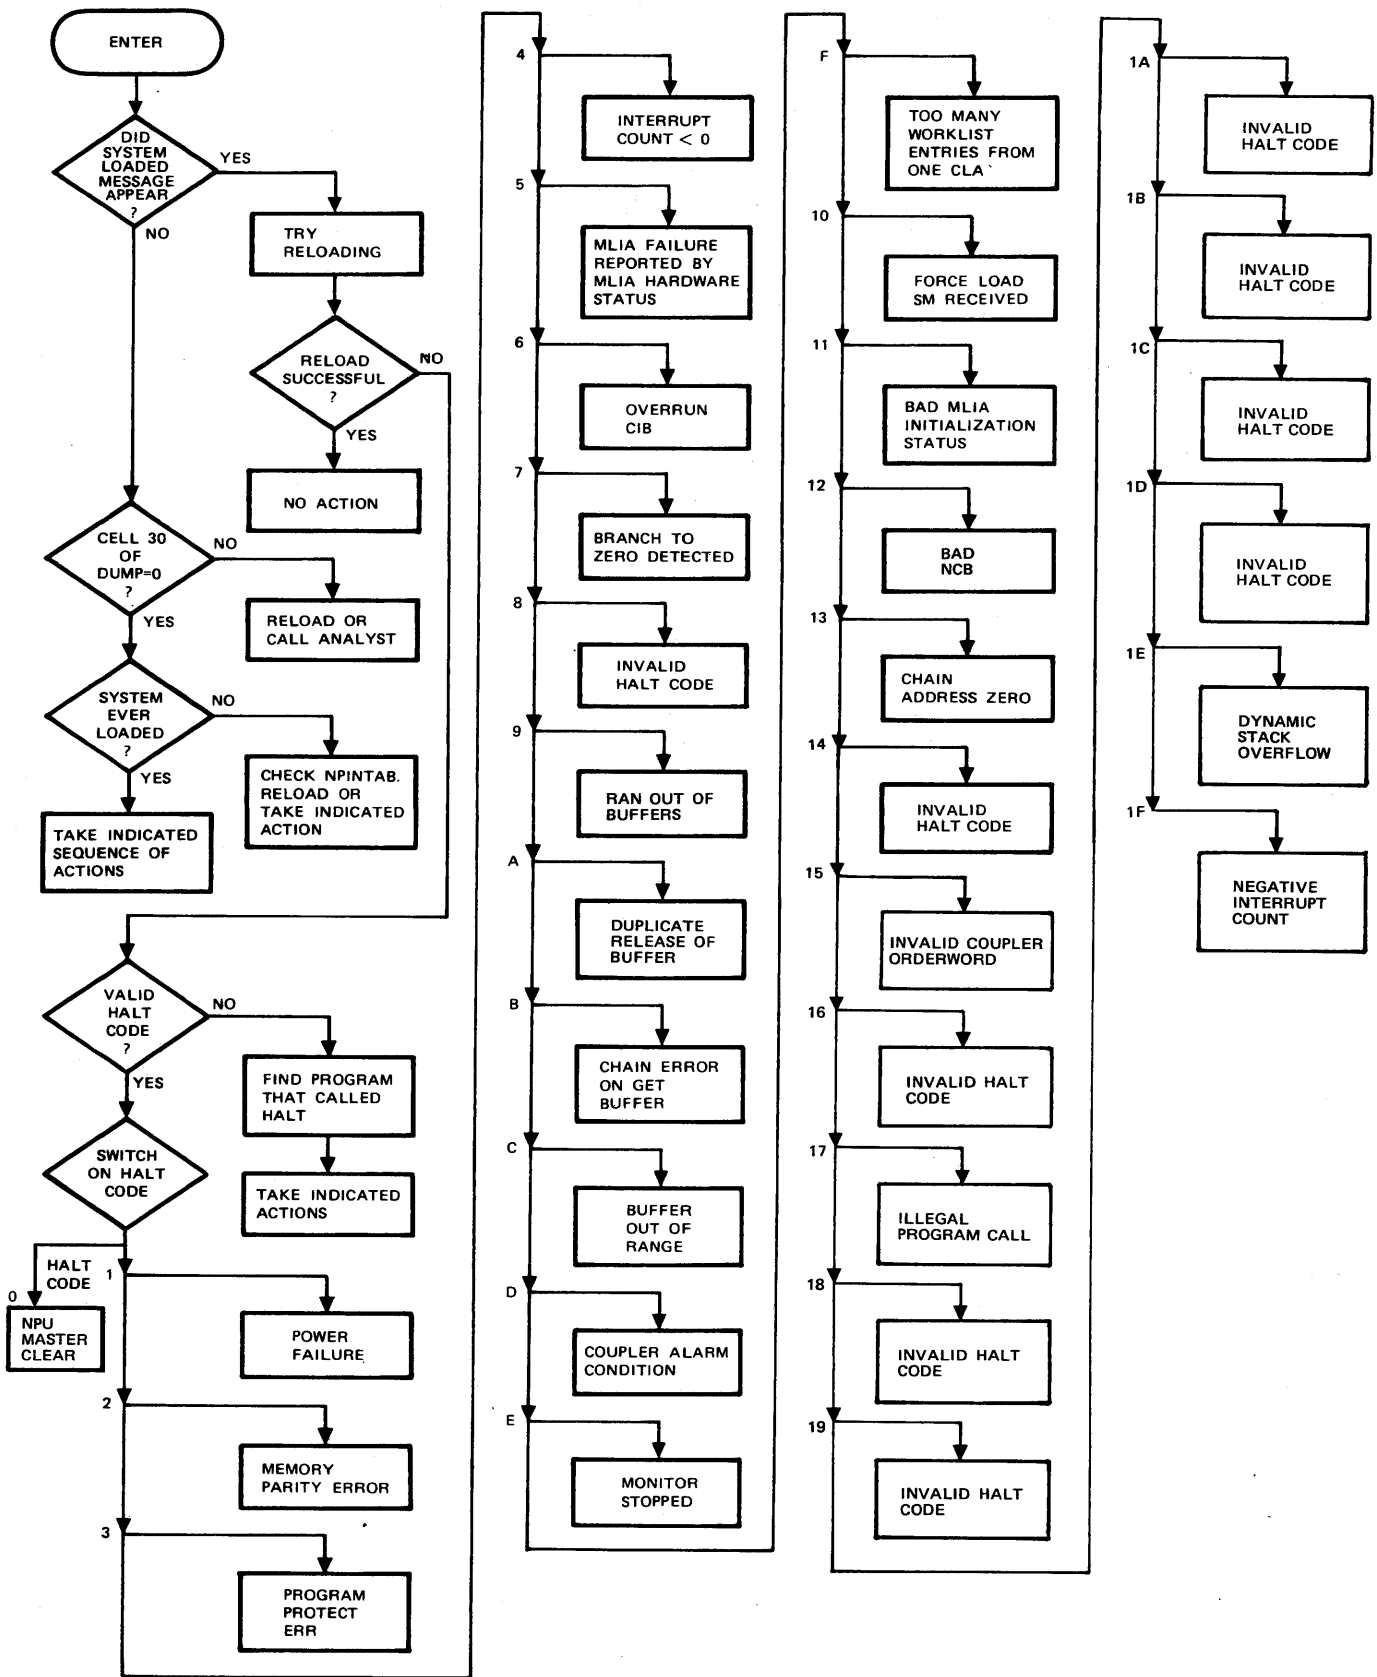 ENTER
DID
SYSTEM
LOADED
MESSAGE
APPEAR
?
YES
NO
TRY
RELOADING
RELOAD
SUCCESSFUL
?
NO
YES
NO ACTION
CELL 30
OF
DUMP=0
?
NO
YES
RELOAD OR
CALL ANALYST
SYSTEM
EVER
LOADED
?
NO
YES
CHECK NPINTAB.
RELOAD OR
TAKE INDICATED
ACTION
TAKE INDICATED
SEQUENCE OF
ACTIONS
VALID
HALT
CODE
?
NO
YES
FIND PROGRAM
THAT CALLED
HALT
TAKE INDICATED
ACTIONS
SWITCH
ON HALT
CODE
HALT
CODE
0
NPU
MASTER
CLEAR
1
POWER
FAILURE
2
MEMORY
PARITY ERROR
3
PROGRAM
PROTECT
ERR
4
INTERRUPT
COUNT < 0
5
MLIA FAILURE
REPORTED BY
MLIA HARDWARE
STATUS
6
OVERRUN
CIB
7
BRANCH TO
ZERO DETECTED
8
INVALID
HALT CODE
9
RAN OUT OF
BUFFERS
A
DUPLICATE
RELEASE OF
BUFFER
B
CHAIN ERROR
ON GET
BUFFER
C
BUFFER
OUT OF
RANGE
D
COUPLER ALARM
CONDITION
E
MONITOR
STOPPED
F
TOO MANY
WORKLIST
ENTRIES FROM
ONE CLA
10
FORCE LOAD
SM RECEIVED
11
BAD MLIA
INITIALIZATION
STATUS
12
BAD
NCB
13
CHAIN
ADDRESS ZERO
14
INVALID
HALT CODE
15
INVALID COUPLER
ORDERWORD
16
INVALID HALT
CODE
17
ILLEGAL
PROGRAM CALL
18
INVALID HALT
CODE
19
INVALID HALT
CODE
1A
INVALID
HALT CODE
1B
INVALID
HALT CODE
1C
INVALID
HALT CODE
1D
INVALID
HALT CODE
1E
DYNAMIC
STACK
OVERFLOW
1F
NEGATIVE
INTERRUPT
COUNT